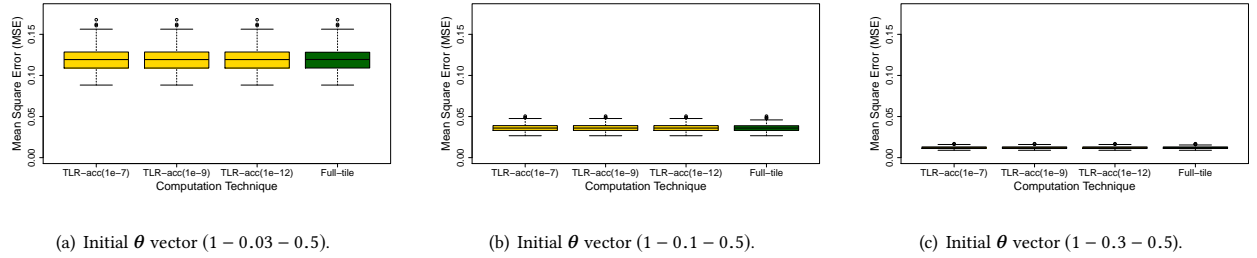 Mean Square Error (MSE)
0.00 0.05 0.10 0.15
TLR−acc(1e−7) TLR−acc(1e−9) TLR−acc(1e−12) Full−tile
Computation Technique
(a) Initial θ vector (1 − 0.03 − 0.5).
Mean Square Error (MSE)
0.00 0.05 0.10 0.15
TLR−acc(1e−7) TLR−acc(1e−9) TLR−acc(1e−12) Full−tile
Computation Technique
(b) Initial θ vector (1 − 0.1 − 0.5).
Mean Square Error (MSE)
0.00 0.05 0.10 0.15
TLR−acc(1e−7) TLR−acc(1e−9) TLR−acc(1e−12) Full−tile
Computation Technique
(c) Initial θ vector (1 − 0.3 − 0.5).